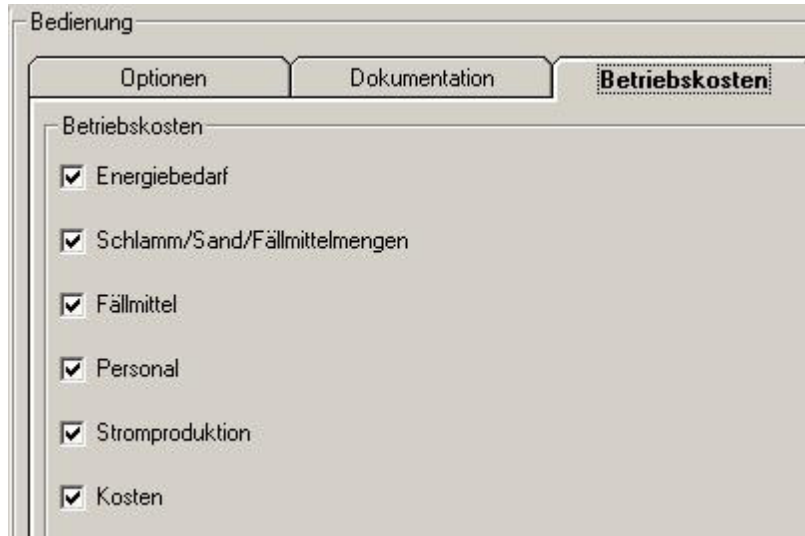 Bedienung
Optionen Dokumentation Betriebskosten
Betriebskosten
Energiebedarf
Schlamm/Sand/Fällmittelmengen
Fällmittel
Personal
Stromproduktion
Kosten